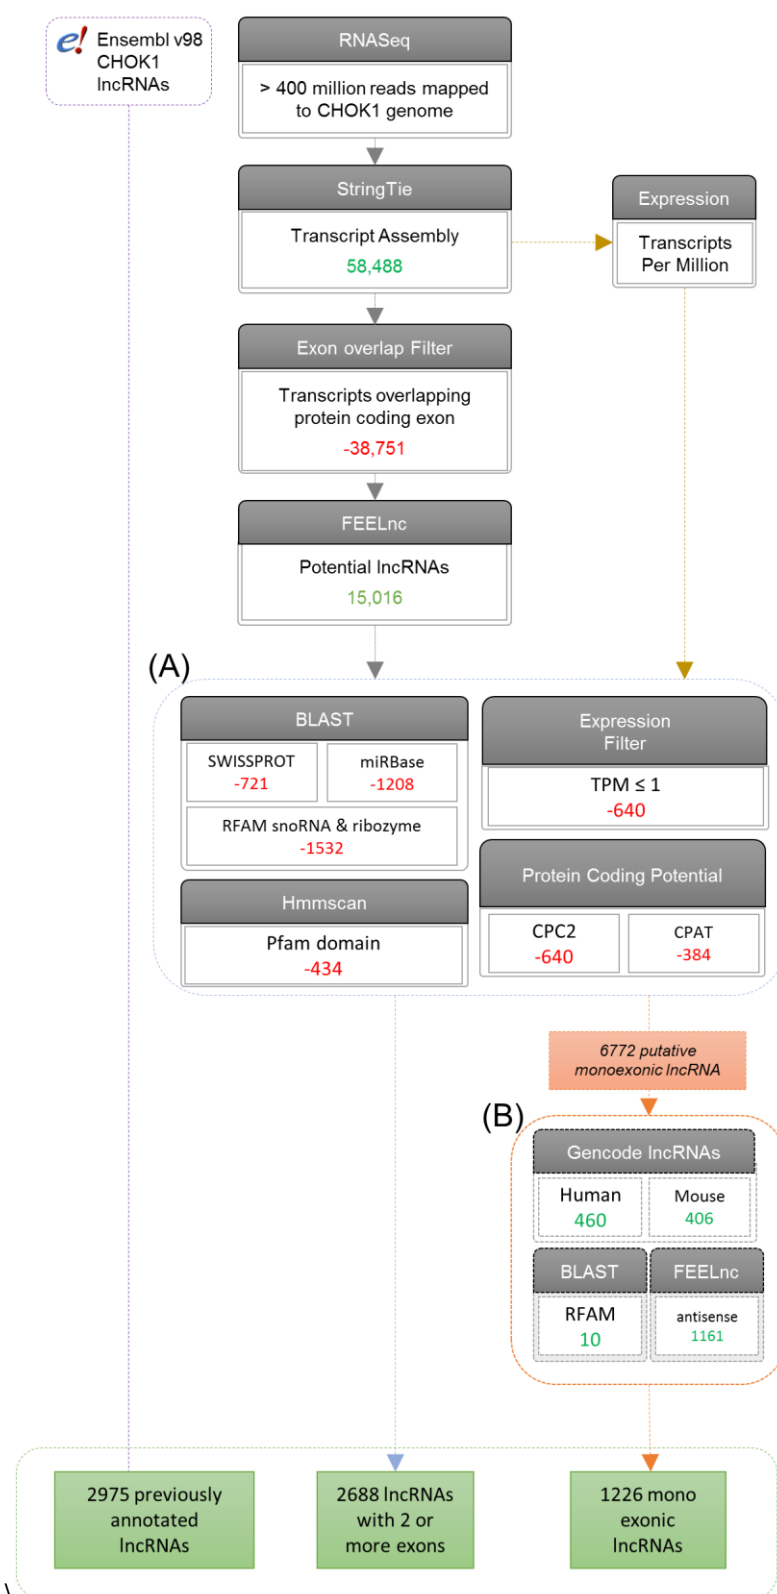 e! Ensembl v98
CHOK1
lncRNAs
RNASeq
> 400 million reads mapped
to CHOK1 genome
StringTie
Transcript Assembly
58,488
Expression
Transcripts
Per Million
Exon overlap Filter
Transcripts overlapping
protein coding exon
-38,751
FEELnc
Potential lncRNAs
15,016
(A)
BLAST
SWISSPROT
-721
miRBase
-1208
RFAM snoRNA & ribozyme
-1532
Expression
Filter
TPM ≤ 1
-640
Hmmscan
Pfam domain
-434
Protein Coding Potential
CPC2
-640
CPAT
-384
6772 putative
monoexonic lncRNA
(B)
Gencode lncRNAs
Human
460
Mouse
406
BLAST
RFAM
10
FEELnc
antisense
1161
2975 previously
annotated
lncRNAs
2688 lncRNAs
with 2 or
more exons
1226 mono
exonic
lncRNAs
\